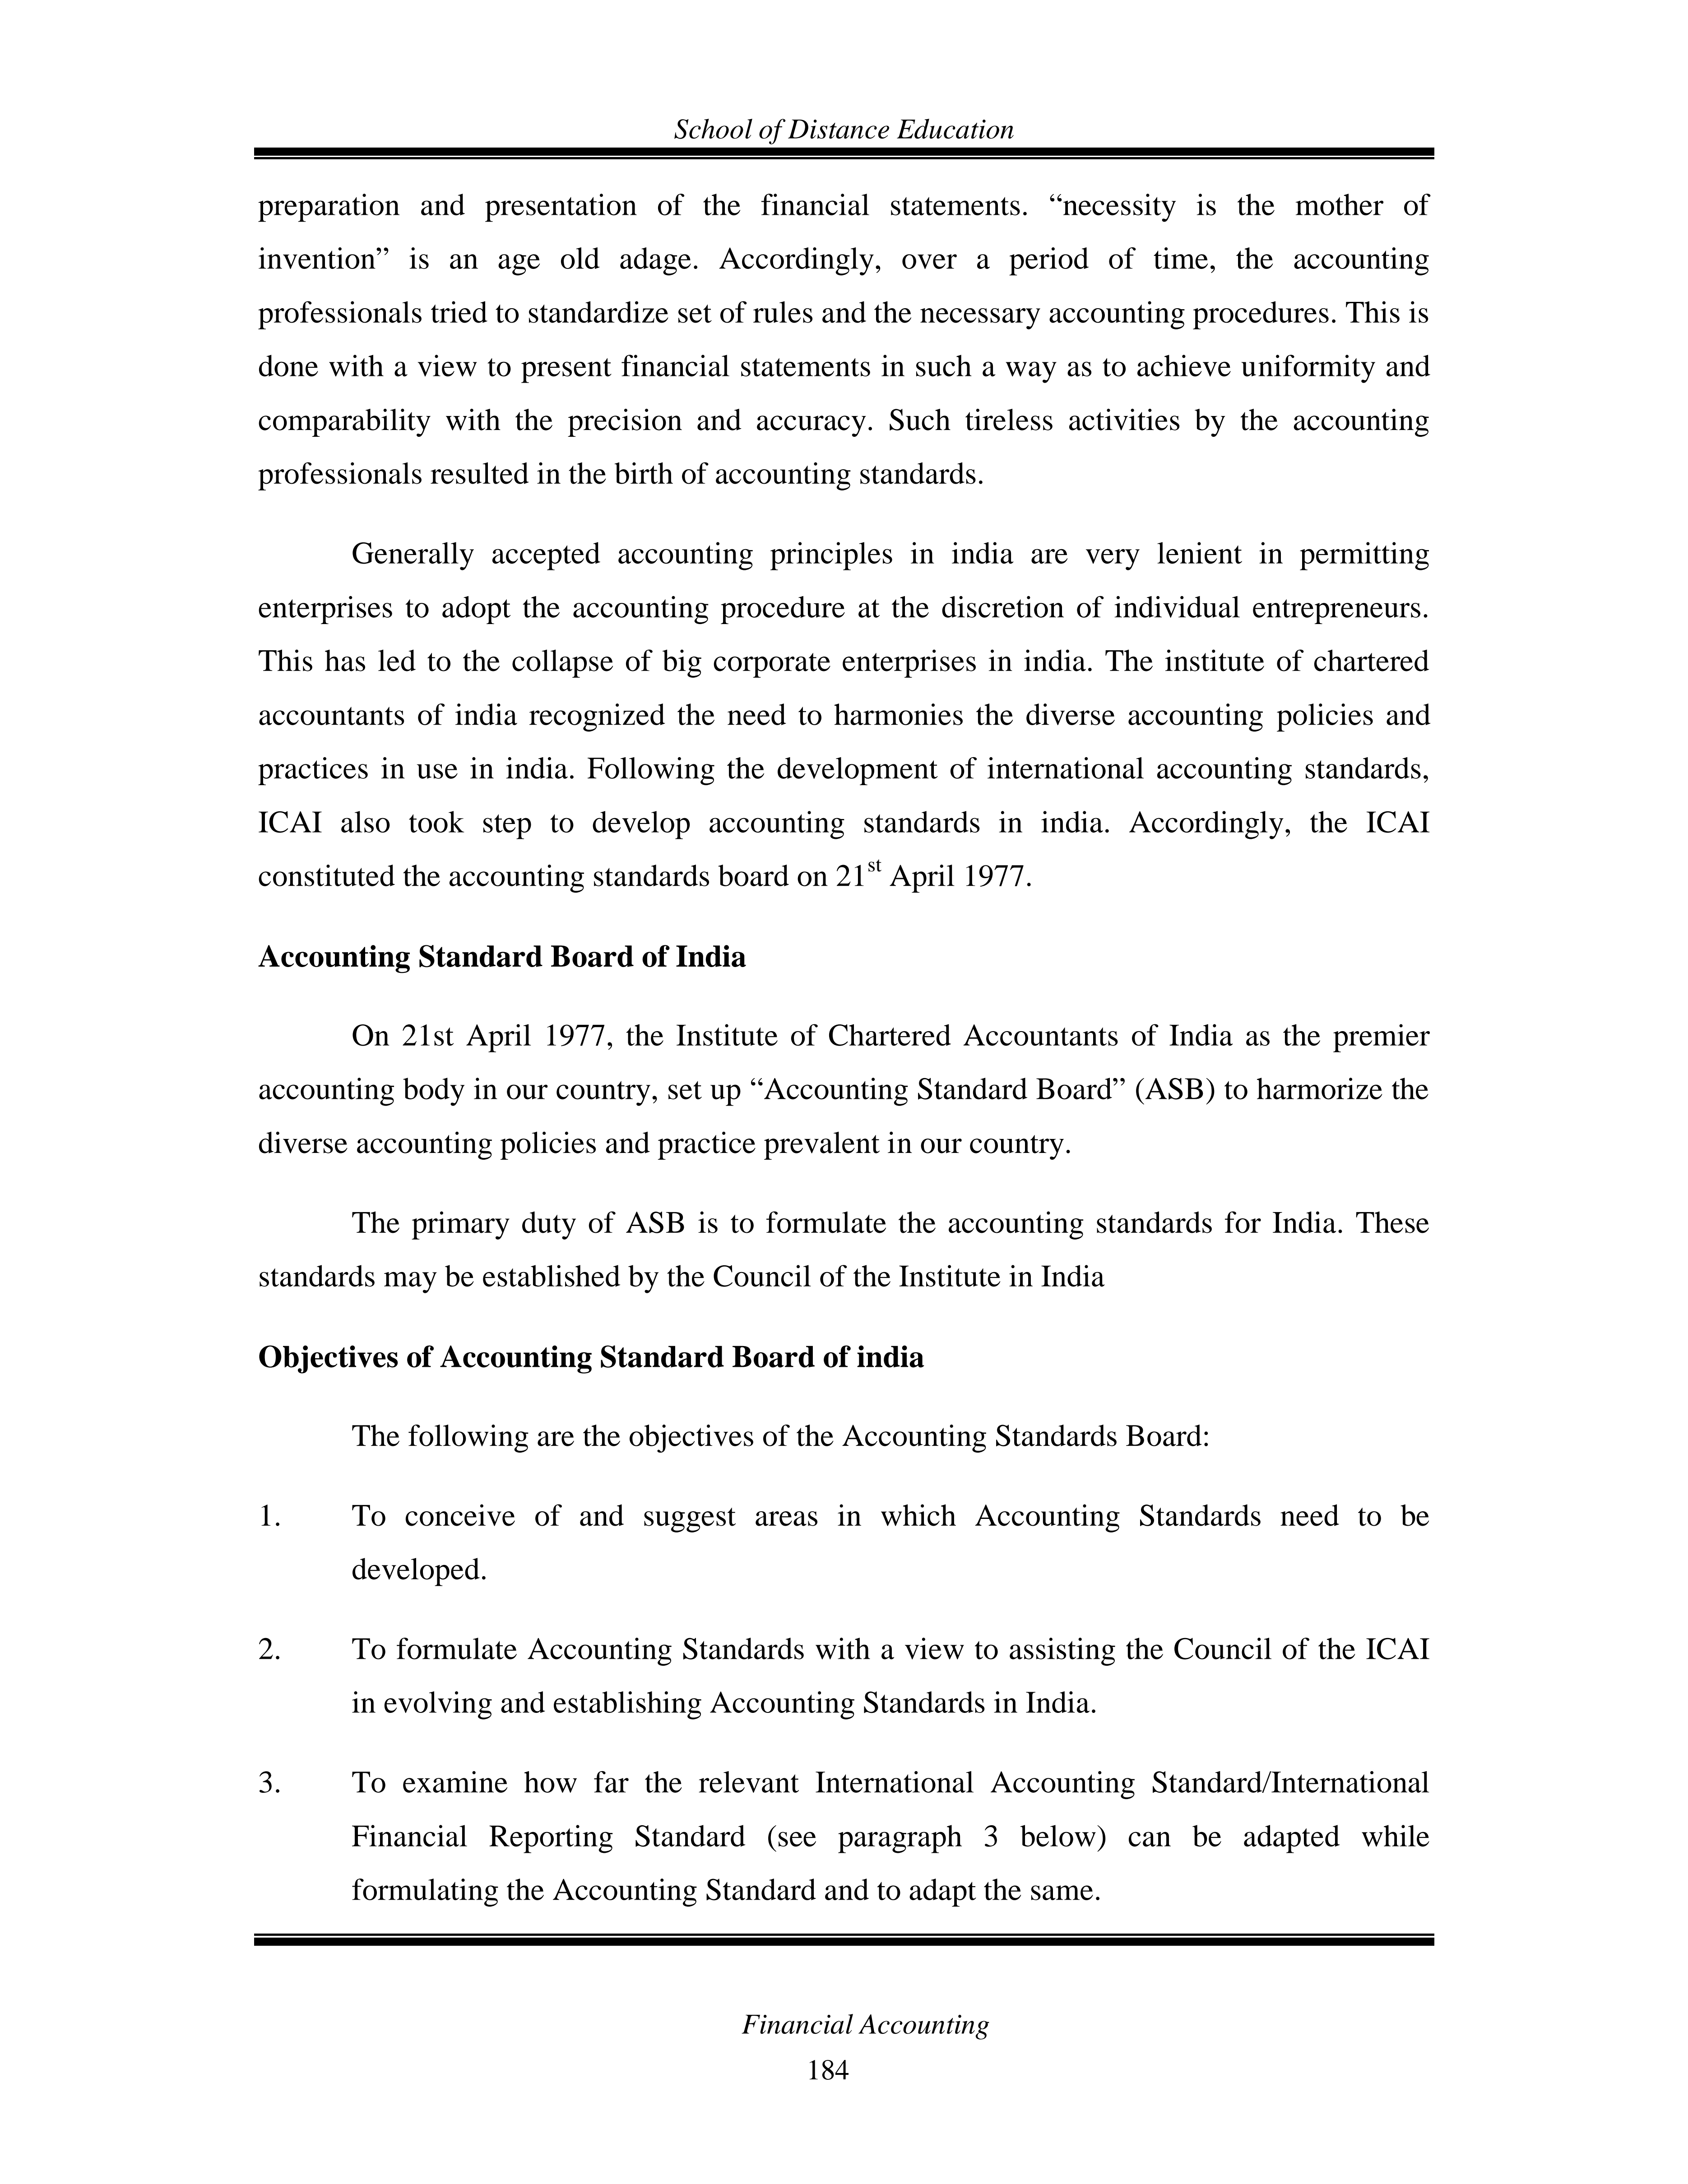 School of Distance Education
preparation and presentation of the financial statements. “necessity is the mother of
invention” is an age old adage. Accordingly, over a period of time, the accounting
professionals tried to standardize set of rules and the necessary accounting procedures. This is
done with a view to present financial statements in such a way as to achieve uniformity and
comparability with the precision and accuracy. Such tireless activities by the accounting
professionals resulted in the birth of accounting standards.
Generally accepted accounting principles in india are very lenient in permitting
enterprises to adopt the accounting procedure at the discretion of individual entrepreneurs.
This has led to the collapse of big corporate enterprises in india. The institute of chartered
accountants of india recognized the need to harmonies the diverse accounting policies and
practices in use in india. Following the development of international accounting standards,
ICAI also took step to develop accounting standards in india. Accordingly, the ICAI
constituted the accounting standards board on 21st April 1977.
Accounting Standard Board of India
On 21st April 1977, the Institute of Chartered Accountants of India as the premier
accounting body in our country, set up “Accounting Standard Board” (ASB) to harmorize the
diverse accounting policies and practice prevalent in our country.
The primary duty of ASB is to formulate the accounting standards for India. These
standards may be established by the Council of the Institute in India
Objectives of Accounting Standard Board of india
The following are the objectives of the Accounting Standards Board:
1. To conceive of and suggest areas in which Accounting Standards need to be
developed.
2. To formulate Accounting Standards with a view to assisting the Council of the ICAI
in evolving and establishing Accounting Standards in India.
3. To examine how far the relevant International Accounting Standard/International
Financial Reporting Standard (see paragraph 3 below) can be adapted while
formulating the Accounting Standard and to adapt the same.
Financial Accounting
184